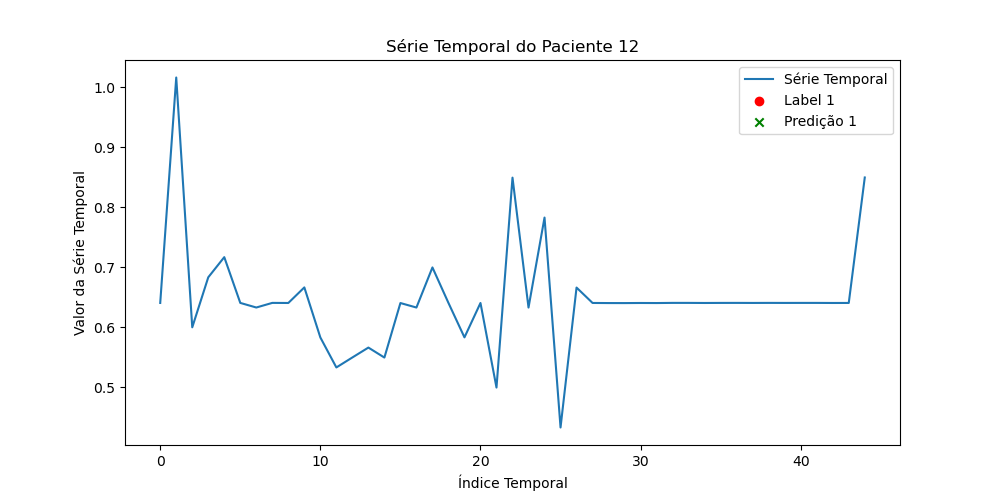 Série Temporal do Paciente 12
Série Temporal
Label 1
Predição 1
Valor da Série Temporal
1.0
0.9
0.8
0.7
0.6
0.5
0
10
20
30
40
Índice Temporal